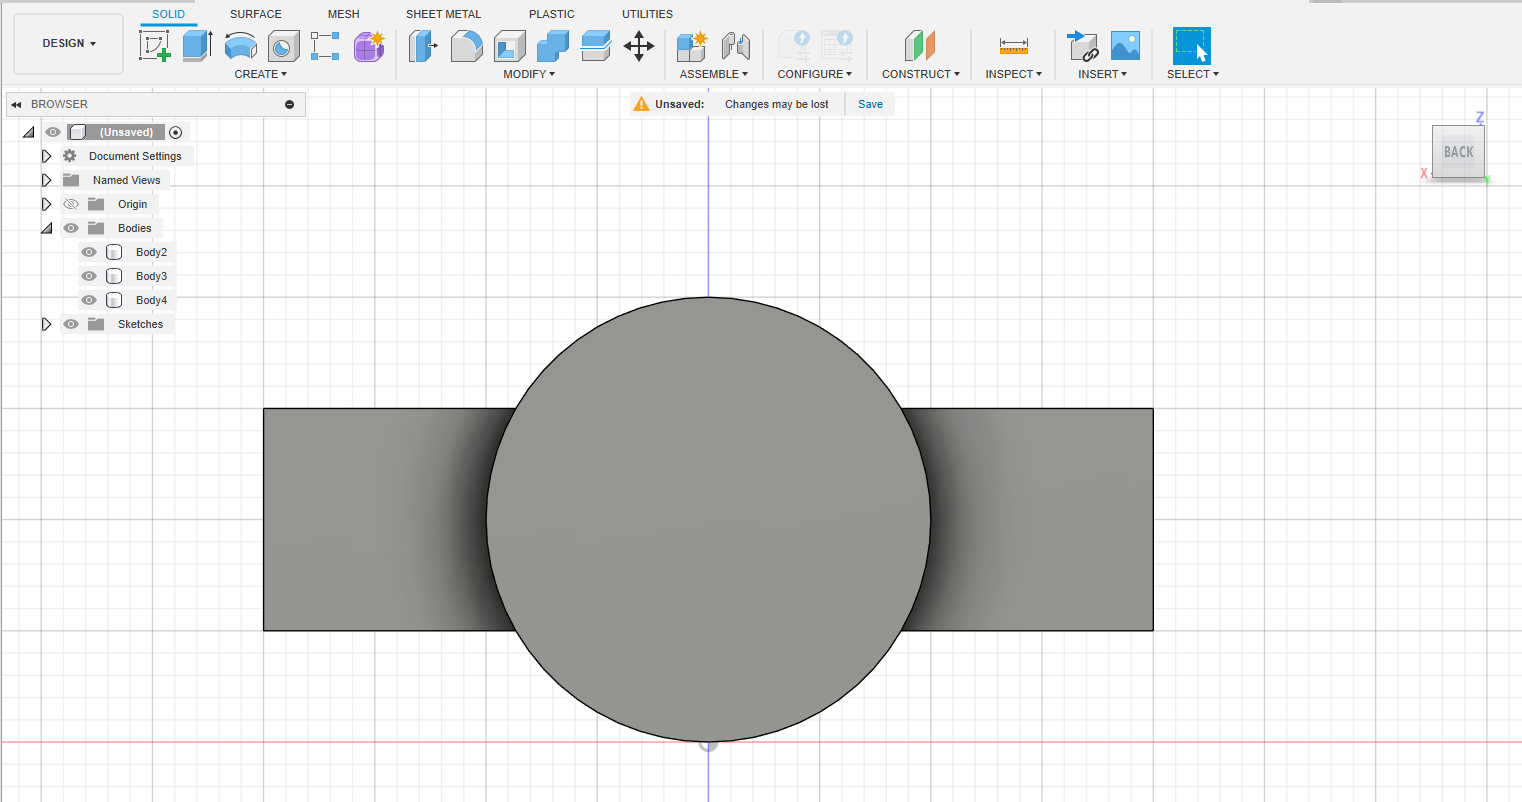 SOLID SURFACE MESH SHEET METAL PLASTIC UTILITIES
DESIGN
CREATE MODIFY ASSEMBLE CONFIGURE CONSTRUCT INSPECT INSERT SELECT
BROWSER
Unsaved: Changes may be lost Save
(Unsaved)
Document Settings
Named Views
Origin
Bodies
Body2
Body3
Body4
Sketches
Z
BACK
X
Y